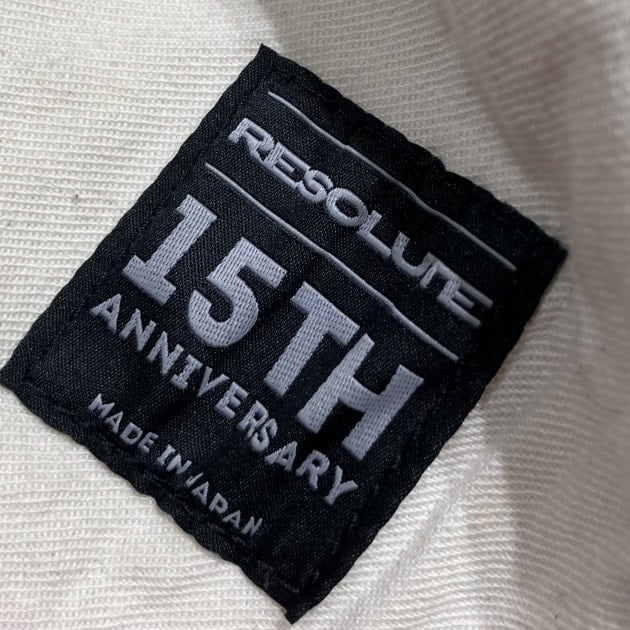 RESOLUTE
15TH
ANNIVERSARY
MADE IN JAPAN